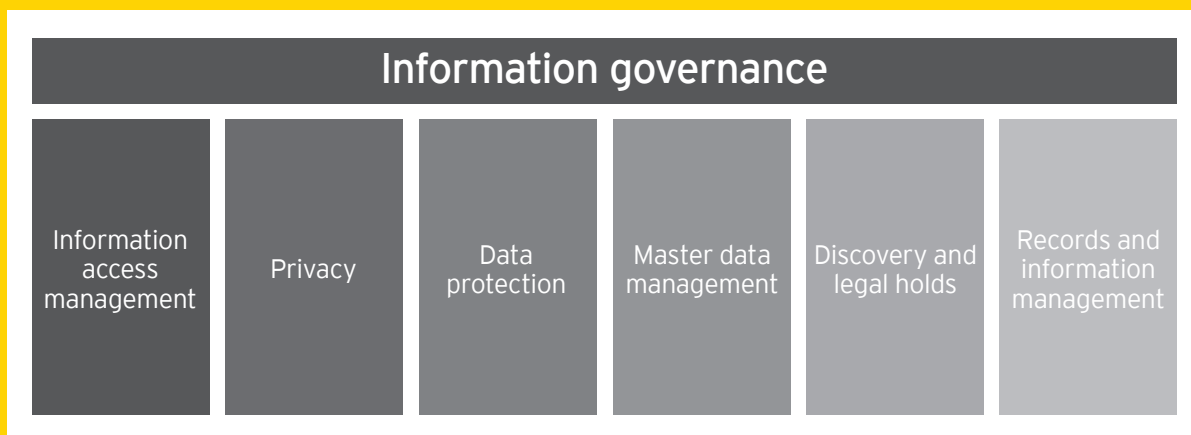 Information governance
Information
access
management
Privacy
Data
protection
Master data
management
Discovery and
legal holds
Records and
information
management